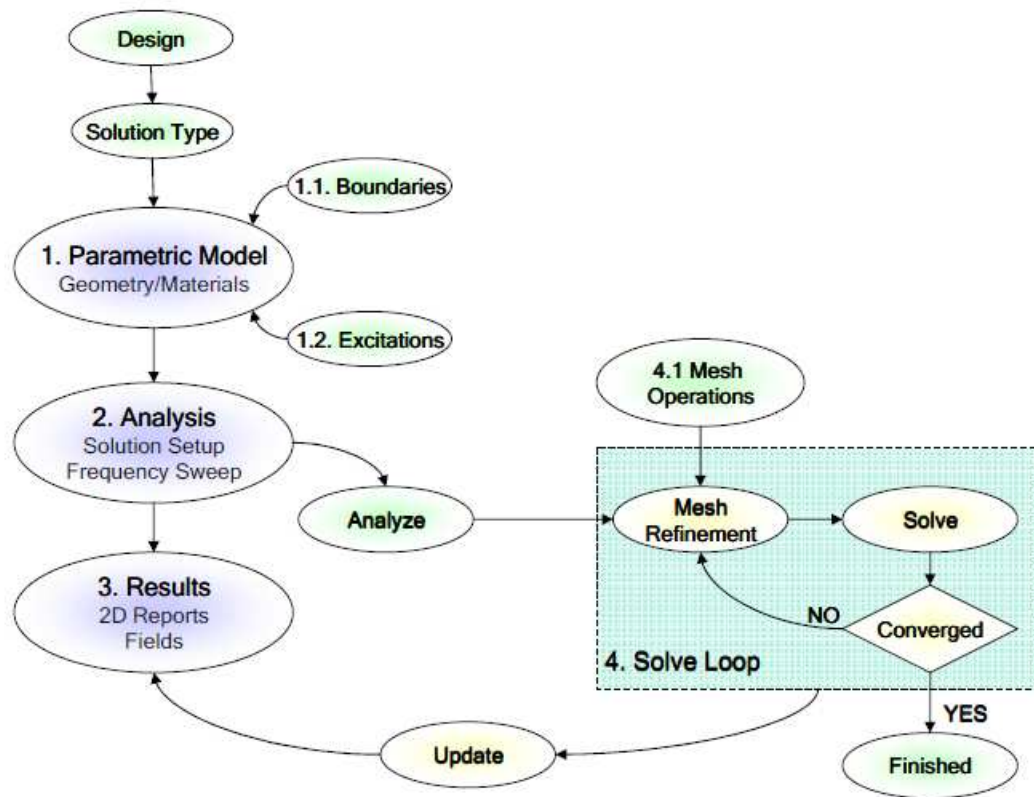 Design
Solution Type
1.1. Boundaries
1. Parametric Model
Geometry/Materials
1.2. Excitations
4.1 Mesh
Operations
2. Analysis
Solution Setup
Frequency Sweep
Analyze
Mesh
Refinement
Solve
3. Results
2D Reports
Fields
NO
Converged
4. Solve Loop
YES
Update
Finished